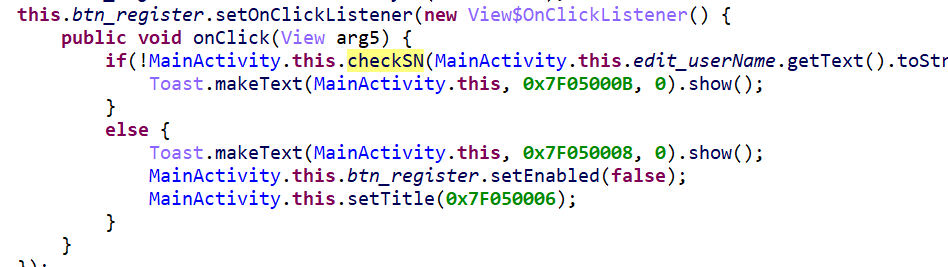 this.btn_register.setOnClickListener(new View$OnClickListener() {
public void onClick(View arg5) {
if(!MainActivity.this.checkSN(MainActivity.this.edit_userName.getText().toStr
Toast.makeText(MainActivity.this, 0x7F05000B, 0).show();
}
else {
Toast.makeText(MainActivity.this, 0x7F050008, 0).show();
MainActivity.this.btn_register.setEnabled(false);
MainActivity.this.setTitle(0x7F050006);
}
}
});